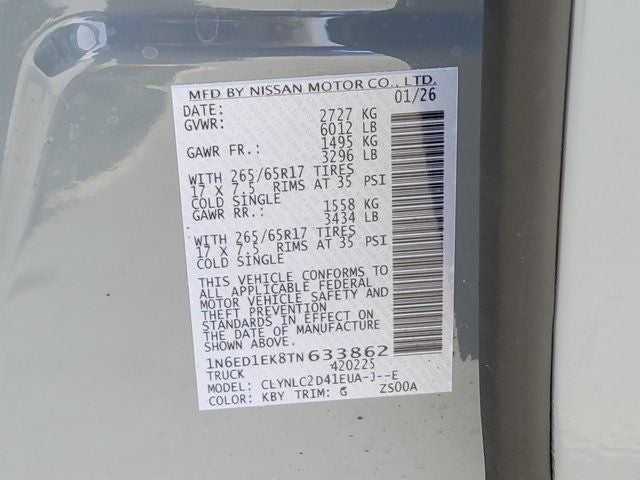 MFD BY NISSAN MOTOR CO., LTD.
DATE: 01/26
GVWR: 2727 KG
6012 LB
GAWR FR.: 1495 KG
3296 LB
WITH 265/65R17 TIRES
17 X 7.5 RIMS AT 35 PSI
COLD SINGLE
GAWR RR.: 1558 KG
3434 LB
WITH 265/65R17 TIRES
17 X 7.5 RIMS AT 35 PSI
COLD SINGLE
THIS VEHICLE CONFORMS TO
ALL APPLICABLE FEDERAL
MOTOR VEHICLE SAFETY AND
THEFT PREVENTION
STANDARDS IN EFFECT ON
THE DATE OF MANUFACTURE
SHOWN ABOVE.
1N6ED1EK8TN633862
TRUCK 420225
MODEL: CLYNLC2D41EUA-J--E
COLOR: KBY TRIM: G ZS00A